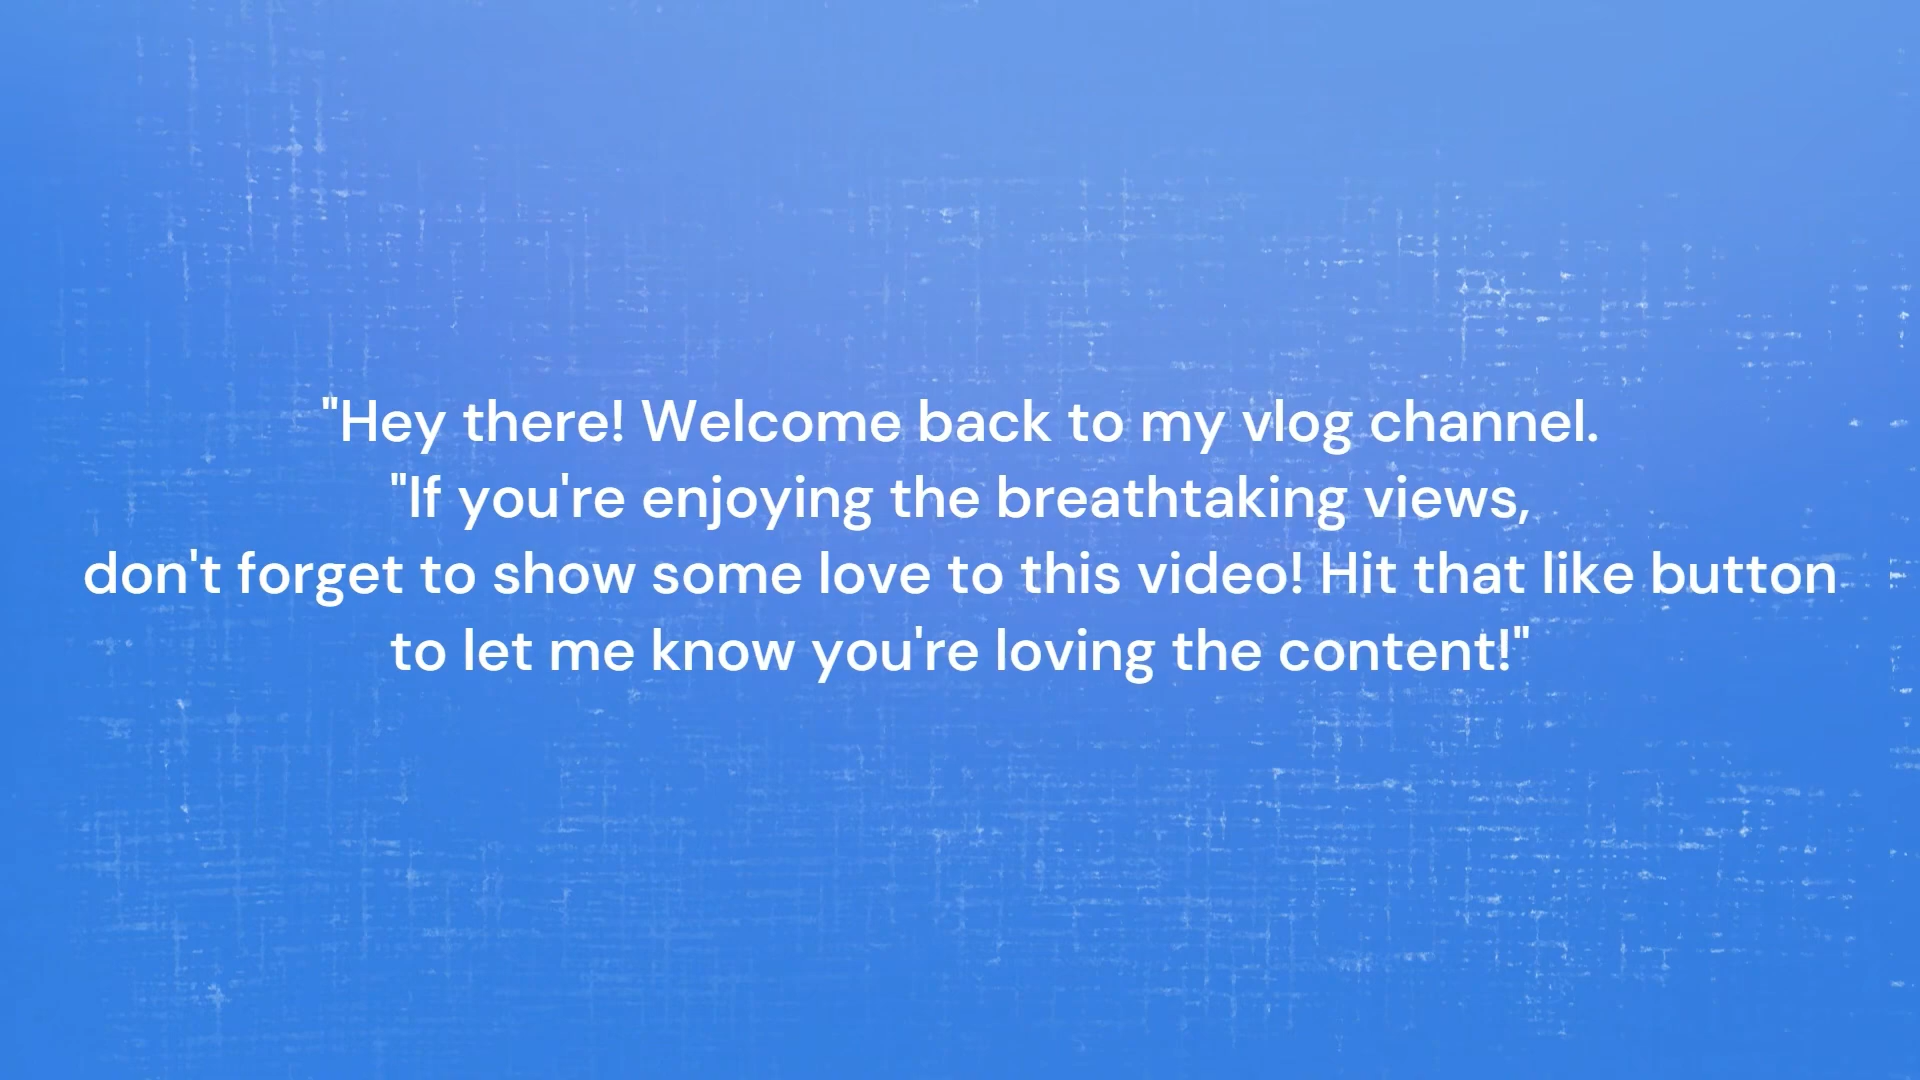 "Hey there! Welcome back to my vlog channel.
"If you're enjoying the breathtaking views,
don't forget to show some love to this video! Hit that like button
to let me know you're loving the content!"